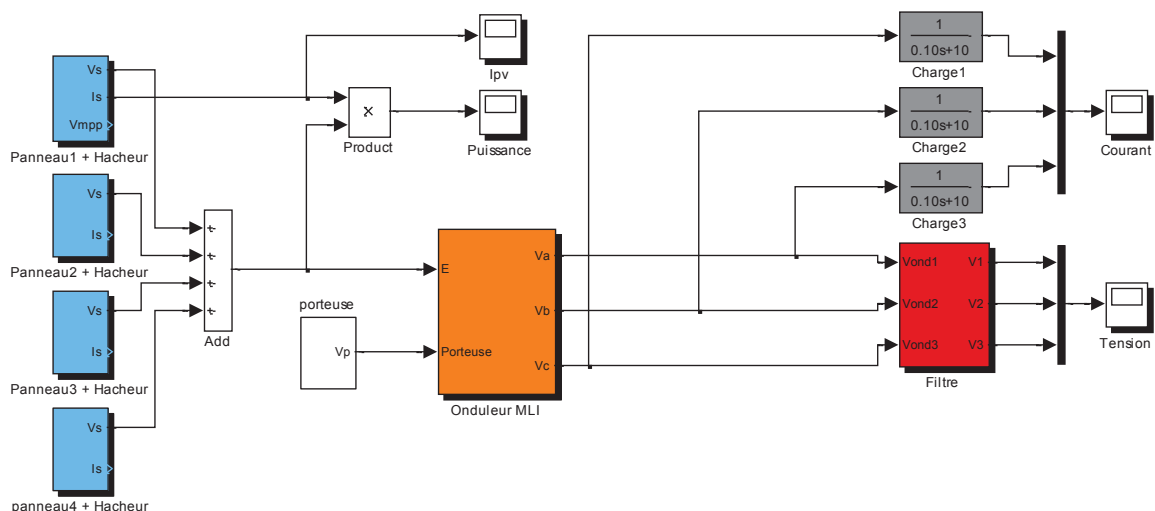 Vs
Is
Vmpp
Panneau1 + Hacheur
Vs
Is
Panneau2 + Hacheur
Vs
Is
Panneau3 + Hacheur
Vs
Is
panneau4 + Hacheur
+
+
+
+
Add
×
Product
Ipv
Puissance
porteuse
Vp
E
Porteuse
Va
Vb
Vc
Onduleur MLI
1
0.10s+10
Charge1
1
0.10s+10
Charge2
1
0.10s+10
Charge3
Courant
Vond1
Vond2
Vond3
V1
V2
V3
Filtre
Tension